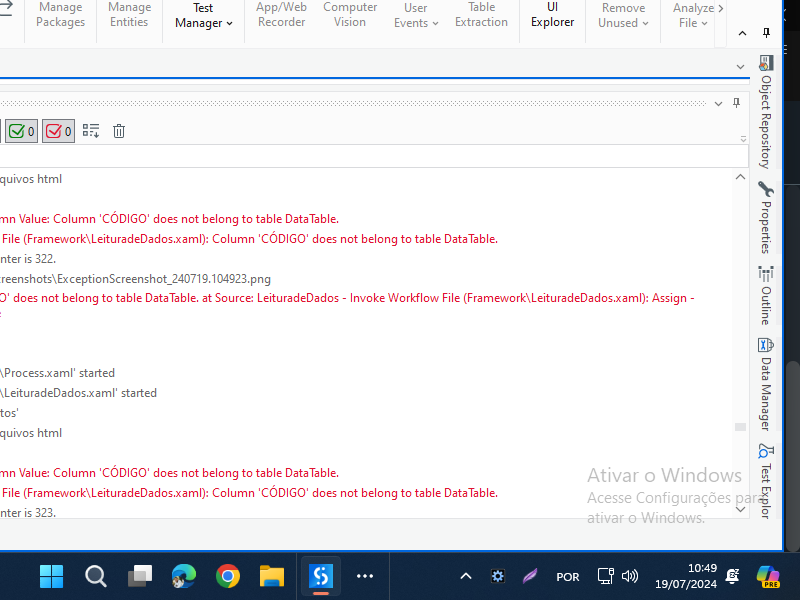 Manage
Packages
Manage
Entities
Test
Manager
App/Web
Recorder
Computer
Vision
User
Events
Table
Extraction
UI
Explorer
Remove
Unused
Analyze
File
0
0
Object Repository
Properties
Outline
Data Manager
Test Explor
quivos html
mn Value: Column 'CÓDIGO' does not belong to table DataTable.
File (Framework\LeituradeDados.xaml): Column 'CÓDIGO' does not belong to table DataTable.
nter is 322.
reenshots\ExceptionScreenshot_240719.104923.png
O' does not belong to table DataTable. at Source: LeituradeDados - Invoke Workflow File (Framework\LeituradeDados.xaml): Assign -
\Process.xaml' started
\LeituradeDados.xaml' started
tos'
quivos html
mn Value: Column 'CÓDIGO' does not belong to table DataTable.
File (Framework\LeituradeDados.xaml): Column 'CÓDIGO' does not belong to table DataTable.
nter is 323.
Ativar o Windows
Acesse Configurações para
ativar o Windows.
POR
10:49
19/07/2024
PRE